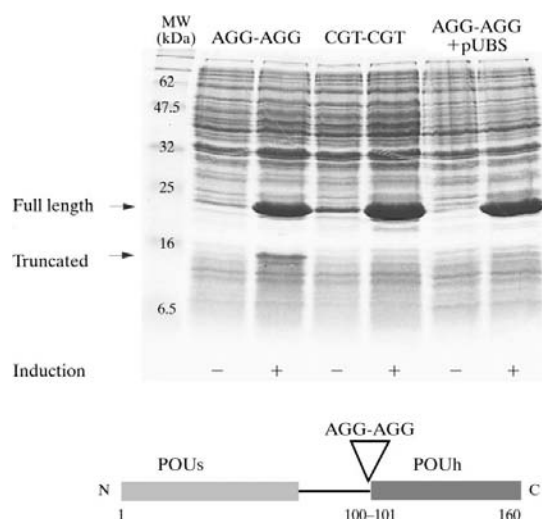 MW
(kDa)
AGG-AGG
CGT-CGT
AGG-AGG
+pUBS
62
47.5
32
25
Full length
16
Truncated
6.5
Induction
− + − + − +
AGG-AGG
POUs
POUh
N
C
1
100–101
160